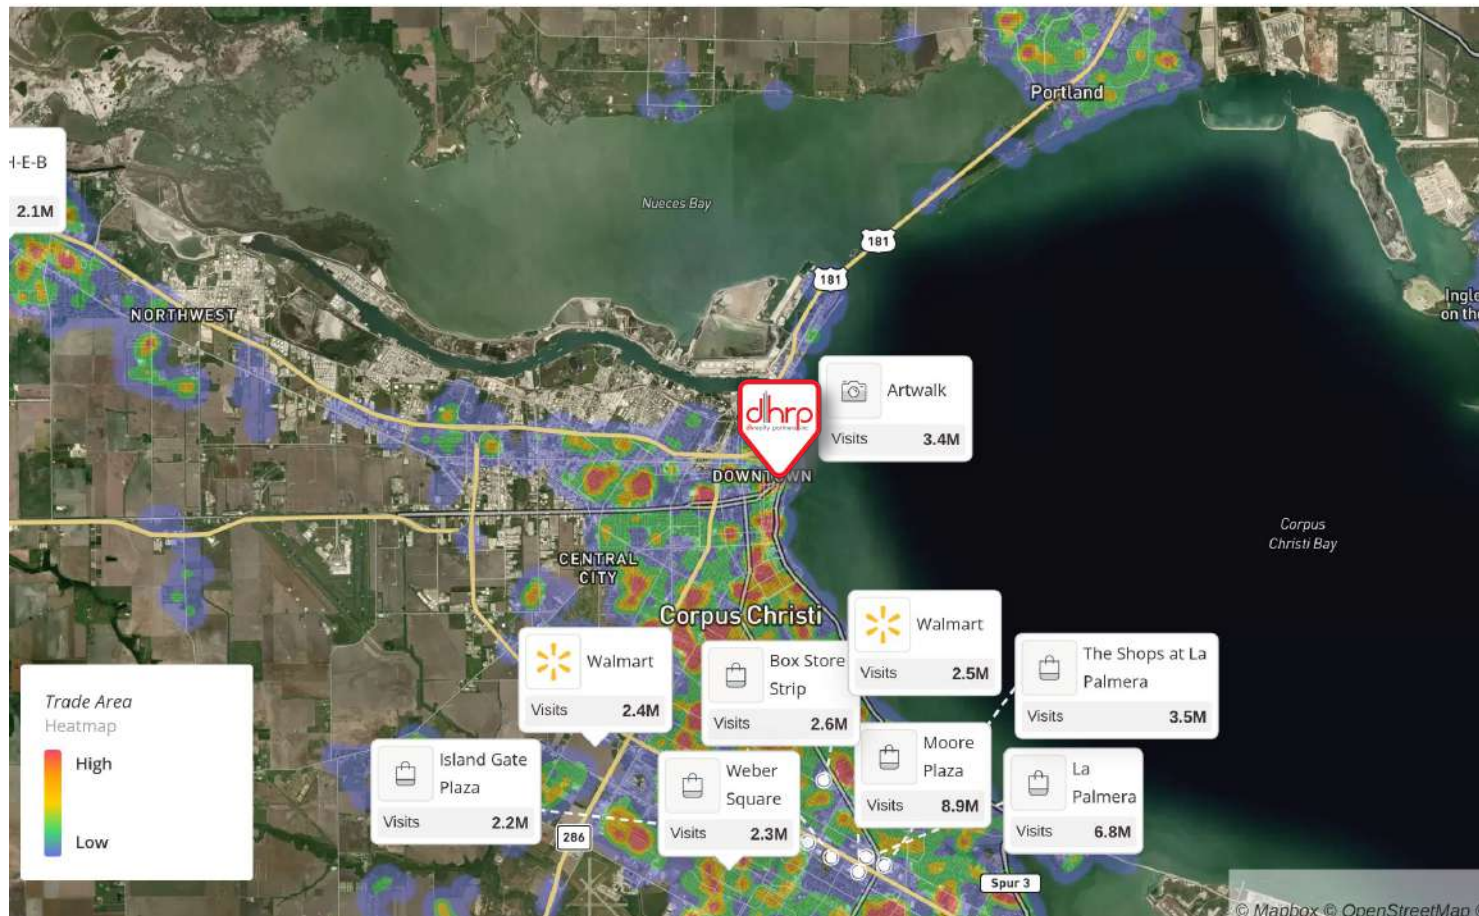 Portland
H-E-B
2.1M
Nueces Bay
181
181
NORTHWEST
Ingle
on the
dhrp
Artwalk
Visits 3.4M
DOWNTOWN
Corpus
Christi Bay
CENTRAL
CITY
Corpus Christi
Walmart
Visits 2.4M
Box Store
Strip
Visits 2.6M
Walmart
Visits 2.5M
The Shops at La
Palmera
Visits 3.5M
Trade Area
Heatmap
High
Low
Island Gate
Plaza
Visits 2.2M
Weber
Square
Visits 2.3M
Moore
Plaza
Visits 8.9M
La
Palmera
Visits 6.8M
286
Spur 3
© Mapbox © OpenStreetMap